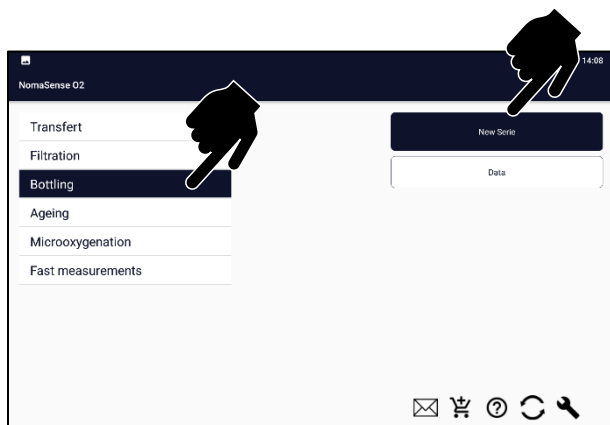 14:08
NomaSense O2
Transfert
Filtration
Bottling
Ageing
Microoxygenation
Fast measurements
New Serie
Data